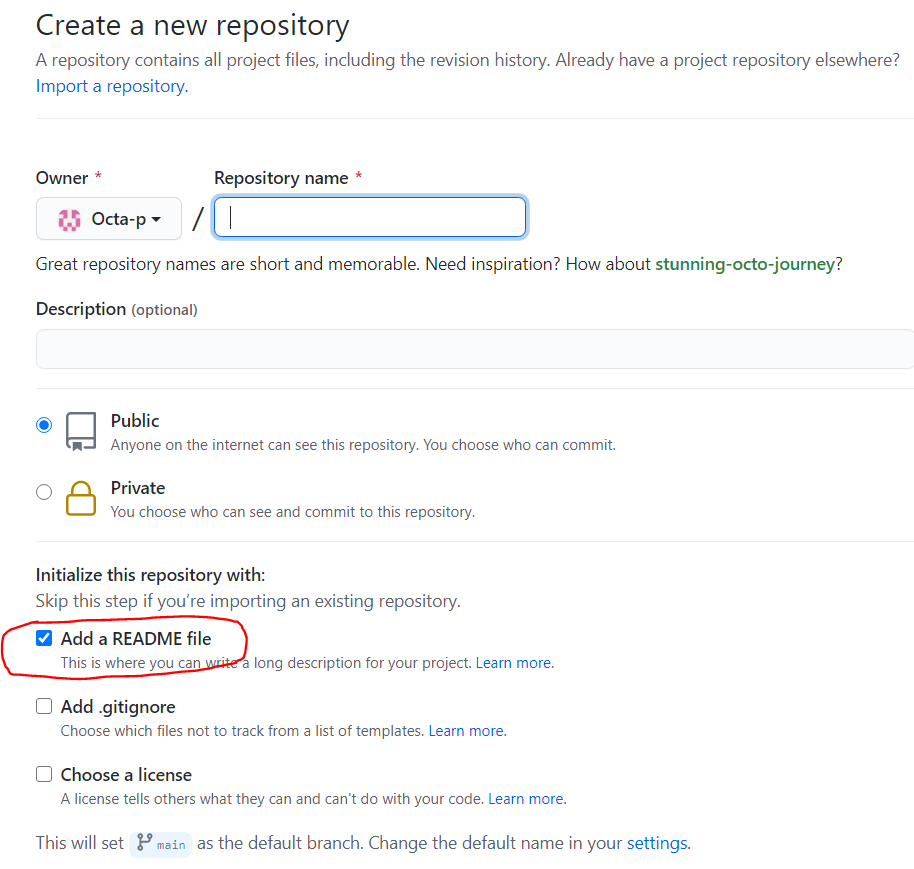 Create a new repository
A repository contains all project files, including the revision history. Already have a project repository elsewhere?
Import a repository.
Owner * Repository name *
Octa-p /
Great repository names are short and memorable. Need inspiration? How about stunning-octo-journey?
Description (optional)
Public
Anyone on the internet can see this repository. You choose who can commit.
Private
You choose who can see and commit to this repository.
Initialize this repository with:
Skip this step if you’re importing an existing repository.
Add a README file
This is where you can write a long description for your project. Learn more.
Add .gitignore
Choose which files not to track from a list of templates. Learn more.
Choose a license
A license tells others what they can and can't do with your code. Learn more.
This will set main as the default branch. Change the default name in your settings.